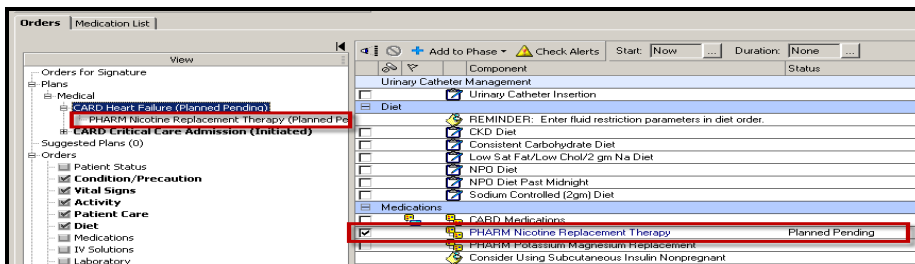 Orders Medication List
View
Orders for Signature
Plans
Medical
CARD Heart Failure (Planned Pending)
PHARM Nicotine Replacement Therapy (Planned Pe
CARD Critical Care Admission (Initiated)
Suggested Plans (0)
Orders
Patient Status
Condition/Precaution
Vital Signs
Activity
Patient Care
Diet
Medications
IV Solutions
Laboratory
Add to Phase Check Alerts Start: Now ... Duration: None ...
Component Status
Urinary Catheter Management
Urinary Catheter Insertion
Diet
REMINDER: Enter fluid restriction parameters in diet order.
CKD Diet
Consistent Carbohydrate Diet
Low Sat Fat/Low Chol/2 gm Na Diet
NPO Diet
NPO Diet Past Midnight
Sodium Controlled (2gm) Diet
Medications
CARD Medications
PHARM Nicotine Replacement Therapy Planned Pending
PHARM Potassium Magnesium Replacement
Consider Using Subcutaneous Insulin Nonpregnant